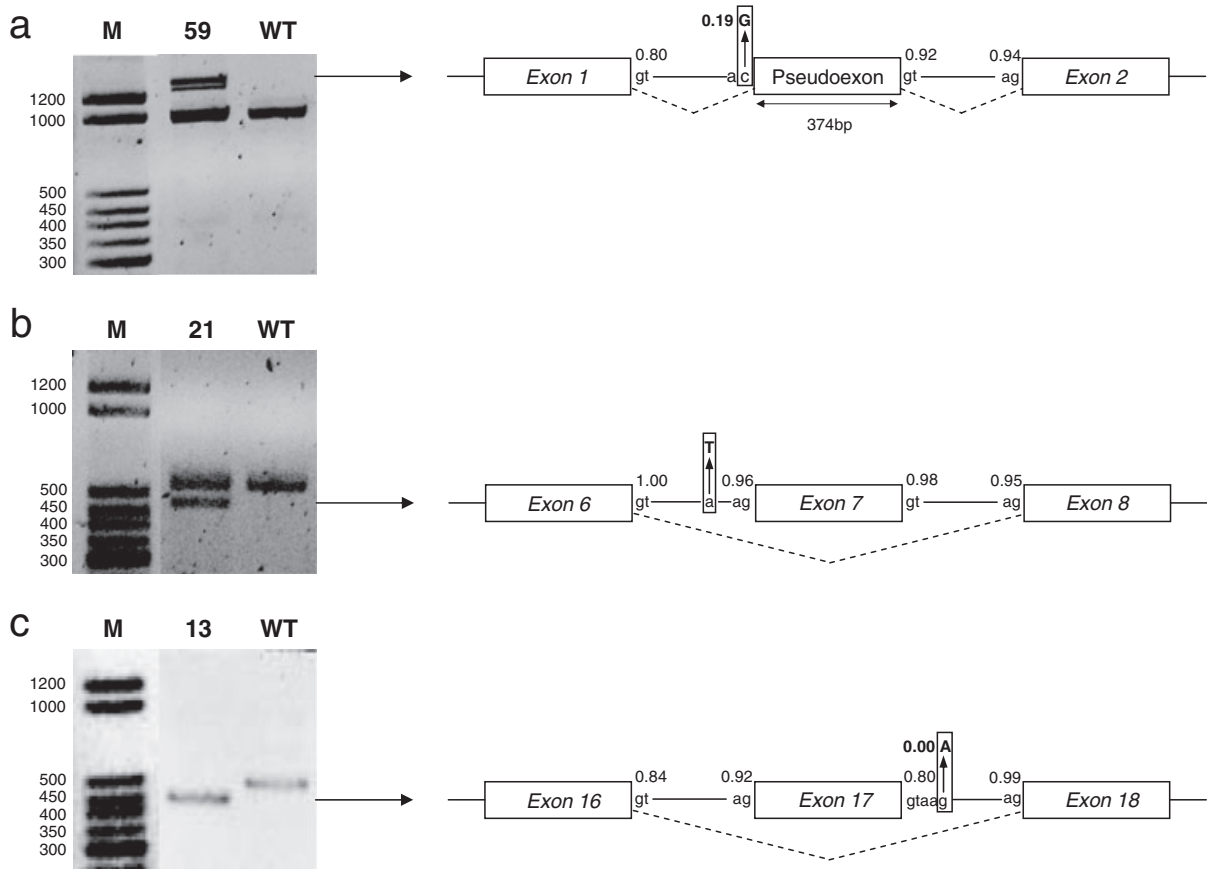 a
M 59 WT
1200
1000
500
450
400
350
300
0.19 G
0.80 0.92 0.94
Exon 1 gt ac Pseudoexon gt ag Exon 2
374bp
b
M 21 WT
1200
1000
500
450
400
350
300
T
1.00 0.96 0.98 0.95
Exon 6 gt a ag Exon 7 gt ag Exon 8
c
M 13 WT
1200
1000
500
450
400
350
300
0.00 A
0.84 0.92 0.80 0.99
Exon 16 gt ag Exon 17 gtaag ag Exon 18